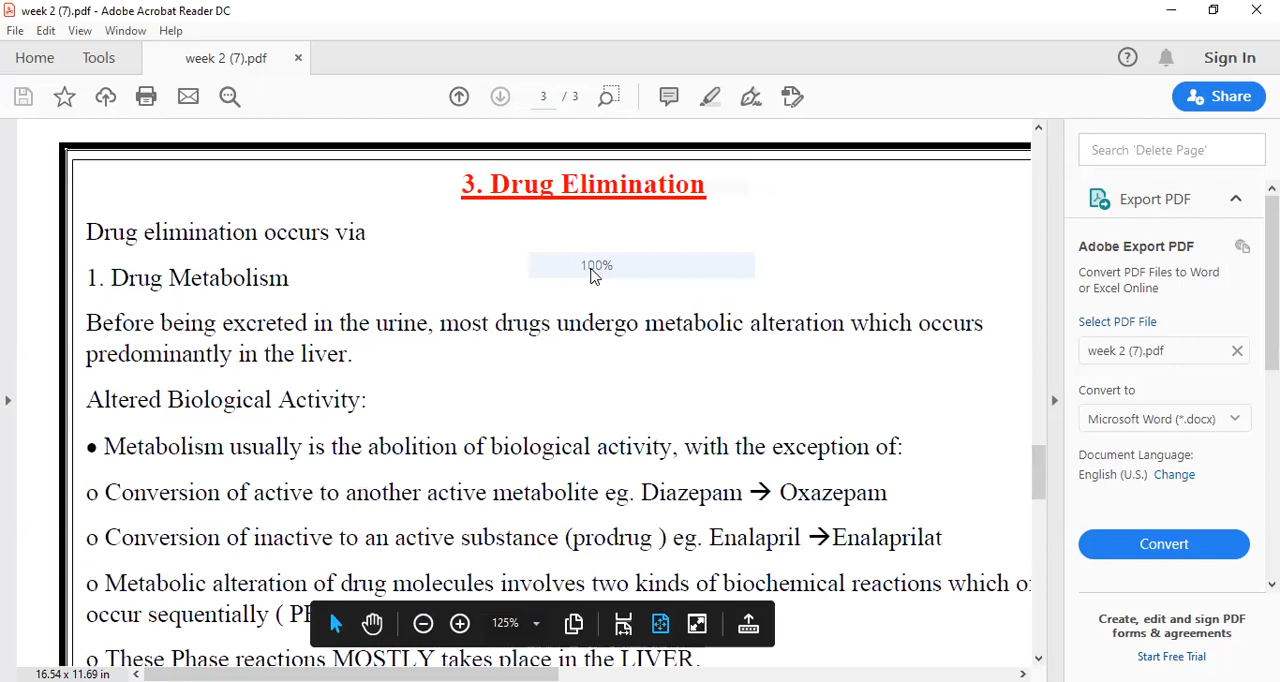 week 2 (7).pdf - Adobe Acrobat Reader DC
File Edit View Window Help
Home Tools week 2 (7).pdf × Sign In
3 / 3 Share
3. Drug Elimination
Drug elimination occurs via
100%
1. Drug Metabolism
Before being excreted in the urine, most drugs undergo metabolic alteration which occurs
predominantly in the liver.
Altered Biological Activity:
• Metabolism usually is the abolition of biological activity, with the exception of:
o Conversion of active to another active metabolite eg. Diazepam → Oxazepam
o Conversion of inactive to an active substance (prodrug ) eg. Enalapril →Enalaprilat
o Metabolic alteration of drug molecules involves two kinds of biochemical reactions which
occur sequentially (
o These Phase reactions MOSTLY takes place in the LIVER.
125%
16.54 x 11.69 in
Search 'Delete Page'
Export PDF
Adobe Export PDF
Convert PDF Files to Word
or Excel Online
Select PDF File
week 2 (7).pdf
Convert to
Microsoft Word (*.docx)
Document Language:
English (U.S.) Change
Convert
Create, edit and sign PDF
forms & agreements
Start Free Trial